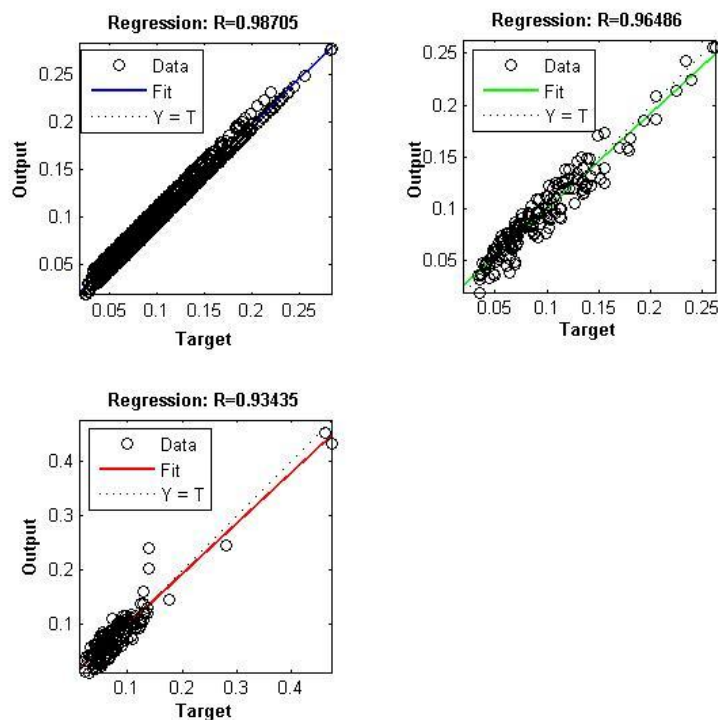 Regression: R=0.98705
Data
Fit
Y = T
0.25
0.2
0.15
0.1
0.05
Output
0.05 0.1 0.15 0.2 0.25
Target
Regression: R=0.96486
Data
Fit
Y = T
0.25
0.2
0.15
0.1
0.05
Output
0.05 0.1 0.15 0.2 0.25
Target
Regression: R=0.93435
Data
Fit
Y = T
0.4
0.3
0.2
0.1
Output
0.1 0.2 0.3 0.4
Target